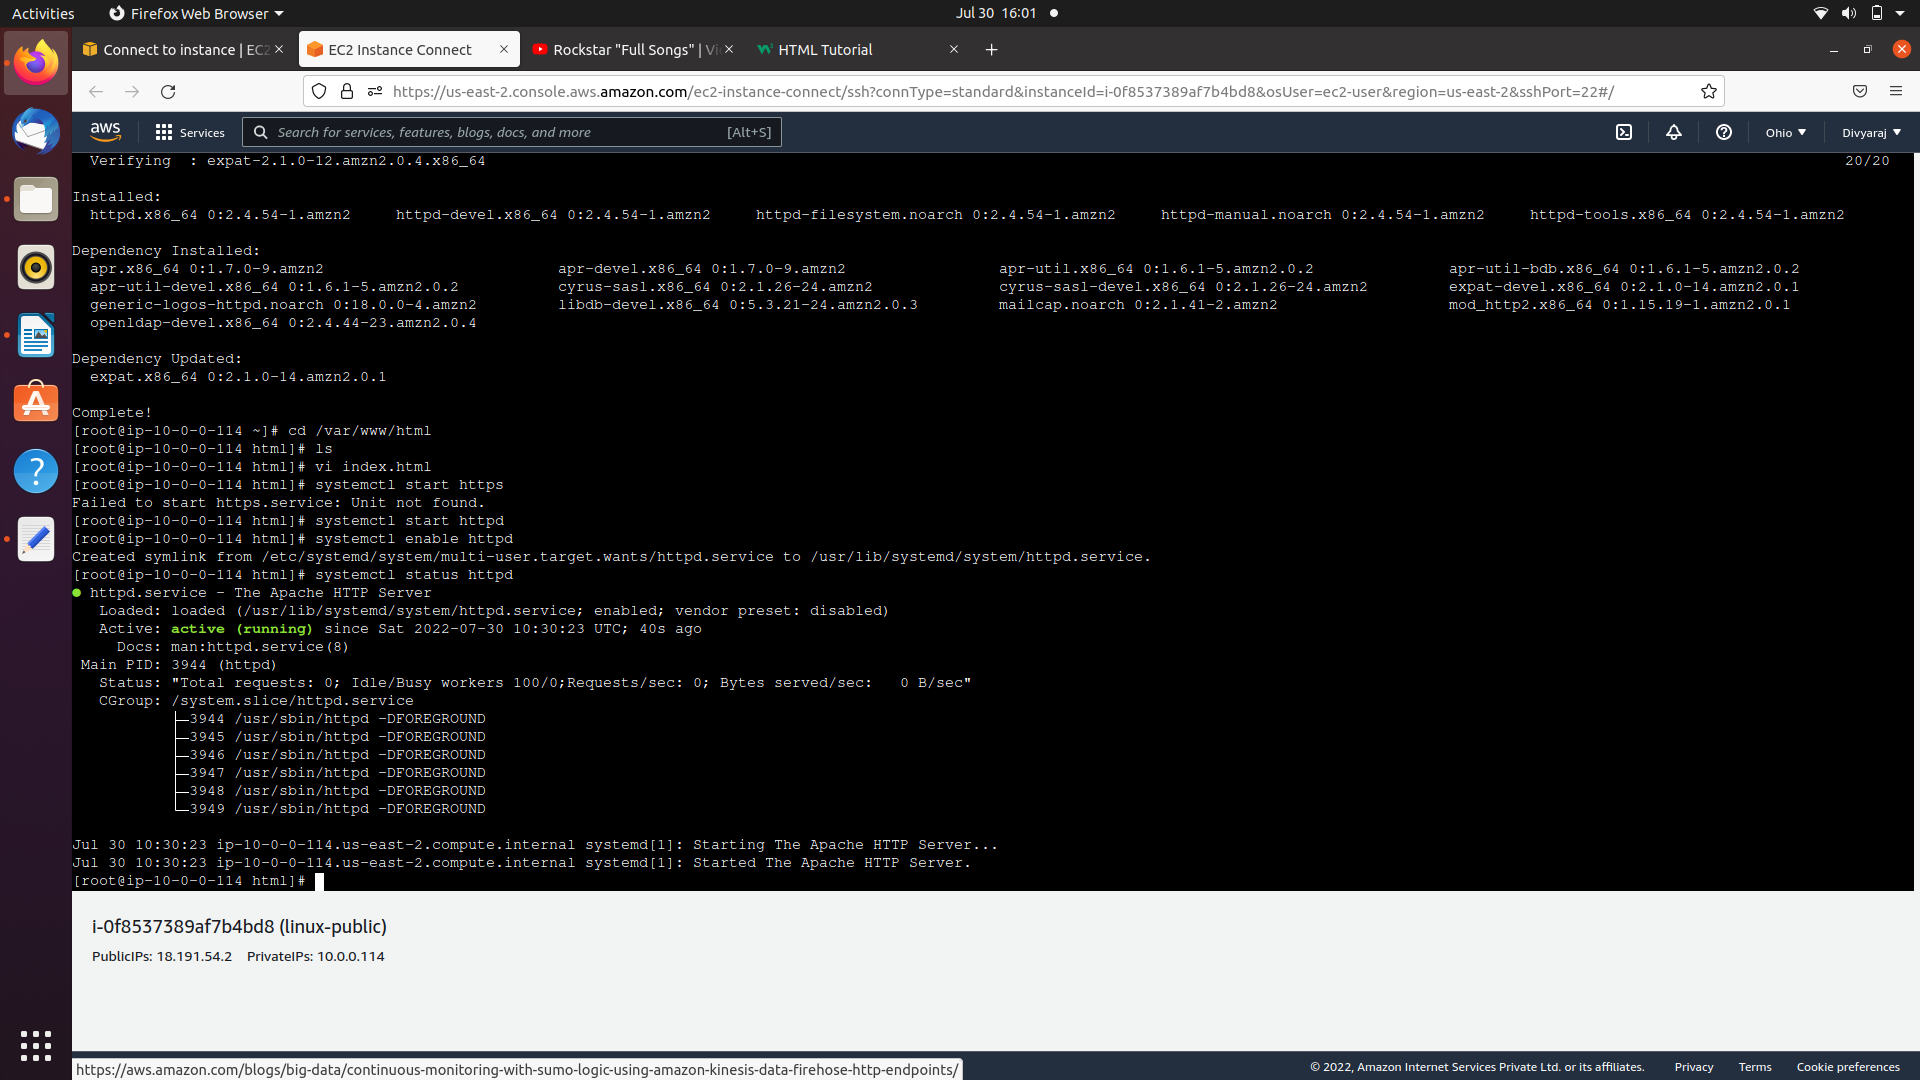 Activities
Firefox Web Browser
Jul 30 16:01
Connect to instance | EC2
EC2 Instance Connect
Rockstar "Full Songs" | Vi
HTML Tutorial
https://us-east-2.console.aws.amazon.com/ec2-instance-connect/ssh?connType=standard&instanceId=i-0f8537389af7b4bd8&osUser=ec2-user&region=us-east-2&sshPort=22#/
aws
Services
Search for services, features, blogs, docs, and more [Alt+S]
Ohio
Divyaraj
Verifying : expat-2.1.0-12.amzn2.0.4.x86_64 20/20
Installed:
httpd.x86_64 0:2.4.54-1.amzn2 httpd-devel.x86_64 0:2.4.54-1.amzn2 httpd-filesystem.noarch 0:2.4.54-1.amzn2 httpd-manual.noarch 0:2.4.54-1.amzn2 httpd-tools.x86_64 0:2.4.54-1.amzn2
Dependency Installed:
apr.x86_64 0:1.7.0-9.amzn2 apr-devel.x86_64 0:1.7.0-9.amzn2 apr-util.x86_64 0:1.6.1-5.amzn2.0.2 apr-util-bdb.x86_64 0:1.6.1-5.amzn2.0.2
apr-util-devel.x86_64 0:1.6.1-5.amzn2.0.2 cyrus-sasl.x86_64 0:2.1.26-24.amzn2 cyrus-sasl-devel.x86_64 0:2.1.26-24.amzn2 expat-devel.x86_64 0:2.1.0-14.amzn2.0.1
generic-logos-httpd.noarch 0:18.0.0-4.amzn2 libdb-devel.x86_64 0:5.3.21-24.amzn2.0.3 mailcap.noarch 0:2.1.41-2.amzn2 mod_http2.x86_64 0:1.15.19-1.amzn2.0.1
openldap-devel.x86_64 0:2.4.44-23.amzn2.0.4
Dependency Updated:
expat.x86_64 0:2.1.0-14.amzn2.0.1
Complete!
[root@ip-10-0-0-114 ~]# cd /var/www/html
[root@ip-10-0-0-114 html]# ls
[root@ip-10-0-0-114 html]# vi index.html
[root@ip-10-0-0-114 html]# systemctl start https
Failed to start https.service: Unit not found.
[root@ip-10-0-0-114 html]# systemctl start httpd
[root@ip-10-0-0-114 html]# systemctl enable httpd
Created symlink from /etc/systemd/system/multi-user.target.wants/httpd.service to /usr/lib/systemd/system/httpd.service.
[root@ip-10-0-0-114 html]# systemctl status httpd
● httpd.service - The Apache HTTP Server
Loaded: loaded (/usr/lib/systemd/system/httpd.service; enabled; vendor preset: disabled)
Active: active (running) since Sat 2022-07-30 10:30:23 UTC; 40s ago
Docs: man:httpd.service(8)
Main PID: 3944 (httpd)
Status: "Total requests: 0; Idle/Busy workers 100/0;Requests/sec: 0; Bytes served/sec: 0 B/sec"
CGroup: /system.slice/httpd.service
├─3944 /usr/sbin/httpd -DFOREGROUND
├─3945 /usr/sbin/httpd -DFOREGROUND
├─3946 /usr/sbin/httpd -DFOREGROUND
├─3947 /usr/sbin/httpd -DFOREGROUND
├─3948 /usr/sbin/httpd -DFOREGROUND
└─3949 /usr/sbin/httpd -DFOREGROUND
Jul 30 10:30:23 ip-10-0-0-114.us-east-2.compute.internal systemd[1]: Starting The Apache HTTP Server...
Jul 30 10:30:23 ip-10-0-0-114.us-east-2.compute.internal systemd[1]: Started The Apache HTTP Server.
[root@ip-10-0-0-114 html]#
i-0f8537389af7b4bd8 (linux-public)
PublicIPs: 18.191.54.2 PrivateIPs: 10.0.0.114
https://aws.amazon.com/blogs/big-data/continuous-monitoring-with-sumo-logic-using-amazon-kinesis-data-firehose-http-endpoints/
© 2022, Amazon Internet Services Private Ltd. or its affiliates. Privacy Terms Cookie preferences